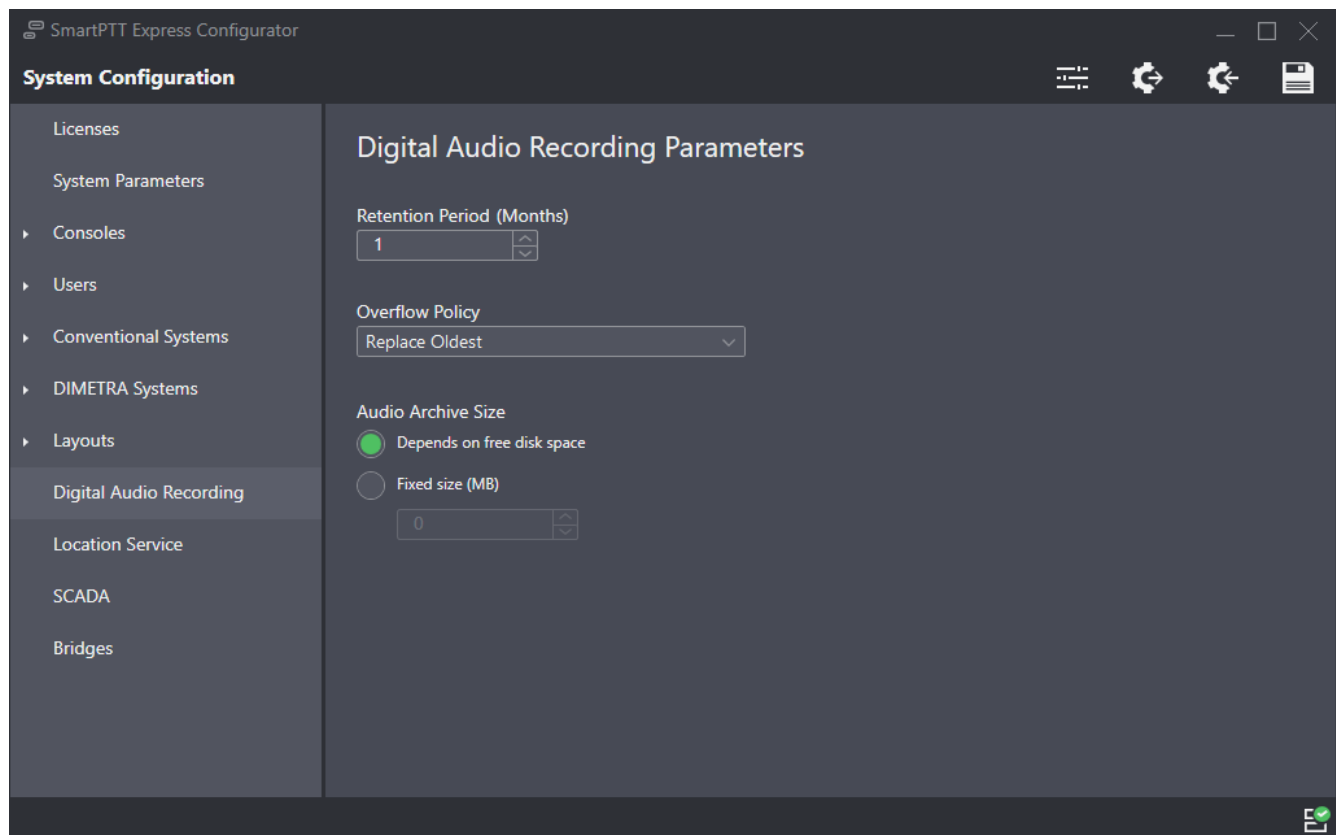 SmartPTT Express Configurator
System Configuration
Licenses
System Parameters
Consoles
Users
Conventional Systems
DIMETRA Systems
Layouts
Digital Audio Recording
Location Service
SCADA
Bridges
Digital Audio Recording Parameters
Retention Period (Months)
1
Overflow Policy
Replace Oldest
Audio Archive Size
Depends on free disk space
Fixed size (MB)
0